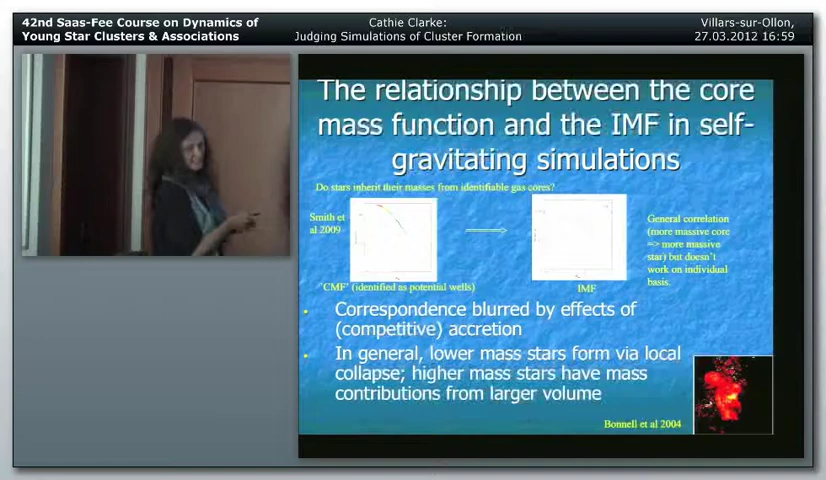 42nd Saas-Fee Course on Dynamics of
Young Star Clusters & Associations
Cathie Clarke:
Judging Simulations of Cluster Formation
Villars-sur-Ollon,
27.03.2012 16:59
The relationship between the core
mass function and the IMF in self-
gravitating simulations
Do stars inherit their masses from identifiable gas cores?
Smith et
al 2009
General correlation
(more massive core
=> more massive
star) but doesn't
work on individual
basis.
'CMF' (identified as potential wells)
IMF
• Correspondence blurred by effects of
(competitive) accretion
• In general, lower mass stars form via local
collapse; higher mass stars have mass
contributions from larger volume
Bonnell et al 2004